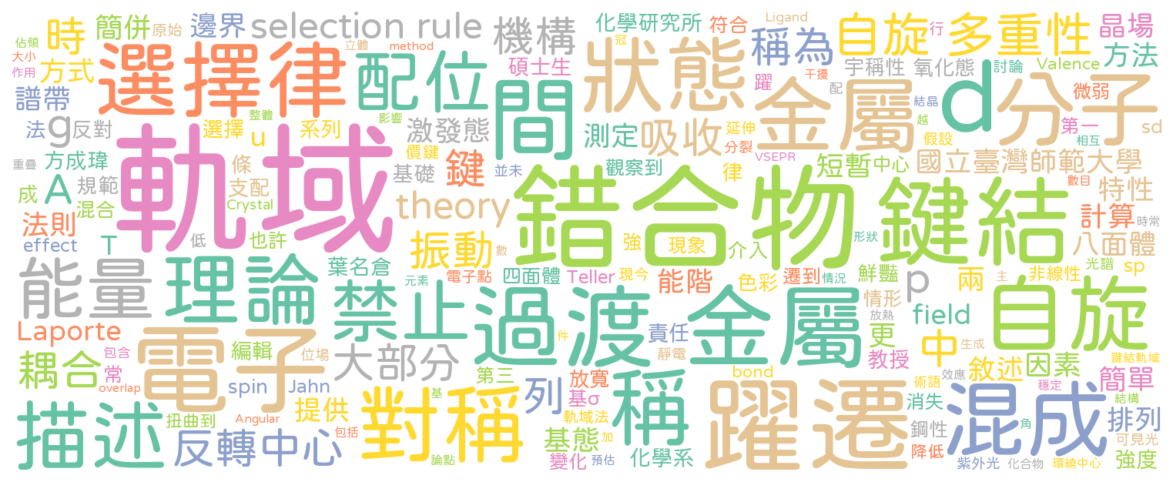 佔領 簡併 原始 邊界 selection rule 機構 化學研究所 符合 Ligand 冠 行
時 大小 方式 作用 立體 method 碩士生 狀態 稱為 自旋 多重性 晶場
選擇律 配位 間 躍 干擾 宇稱性 氧化態 討論 Valence 方法
譜帶 影響 整體 金屬 配 結晶 d 分子 微弱
法 g 反對 選擇 u 系列 激發態 測定 吸收 延伸 分裂 越 假設 第一 sd 相互
重疊 方成瑋 條 價鍵 基礎 鍵 並未 觀察到 律 VSEPR 短暫 中心 國立臺灣師範大學
成 A 規範 支配 Crystal 混合 軌域 theory 錯合物 鍵結 數目 特性 時常
法則 effect T 低 也許 振動 數 強 現象 介入 形狀 計算 八面體
能量 理論 葉名倉 元素 電子點 四面體 Teller 現今 能階 色彩 遷到 情況 鮮豔 主 非線性 光譜 sp
禁止 過渡金屬 p 兩 情形 放熱 生成 自旋
Laporte 包含 位場 責任 靜電 更 field 件
耦合 常 編輯 電子 大部分 教授 中 敘述 因素 鍵結軌域
overlap spin Jahn 第三 放寬 bond 效應 術語 穩定 簡單
扭曲到 Angular 提供 對稱 基 列 基σ 軌域法 稱 躍遷 消失 結構 角 混成 排列
描述 反轉中心 包括 加 基態 鋼性 可見光
論點 變化 預估 化學系 降低 紫外光 化合物 環繞中心 強度